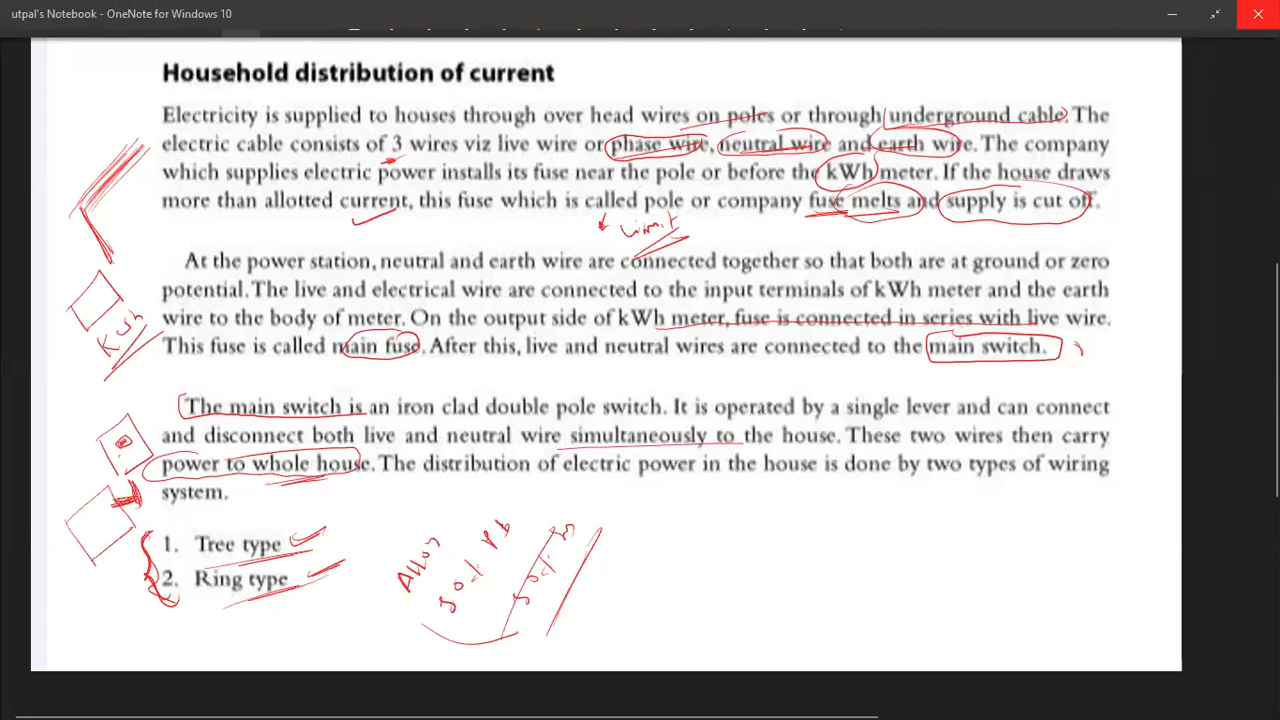 utpal's Notebook - OneNote for Windows 10
Household distribution of current
Electricity is supplied to houses through over head wires on poles or through underground cable. The
electric cable consists of 3 wires viz live wire or phase wire, neutral wire and earth wire. The company
which supplies electric power installs its fuse near the pole or before the kWh meter. If the house draws
more than allotted current, this fuse which is called pole or company fuse melts and supply is cut off.
Limit
At the power station, neutral and earth wire are connected together so that both are at ground or zero
potential. The live and electrical wire are connected to the input terminals of kWh meter and the earth
wire to the body of meter. On the output side of kWh meter, fuse is connected in series with live wire.
This fuse is called main fuse. After this, live and neutral wires are connected to the main switch.
The main switch is an iron clad double pole switch. It is operated by a single lever and can connect
and disconnect both live and neutral wire simultaneously to the house. These two wires then carry
power to whole house. The distribution of electric power in the house is done by two types of wiring
system.
1. Tree type
2. Ring type
Alloy
50% Pb
50%